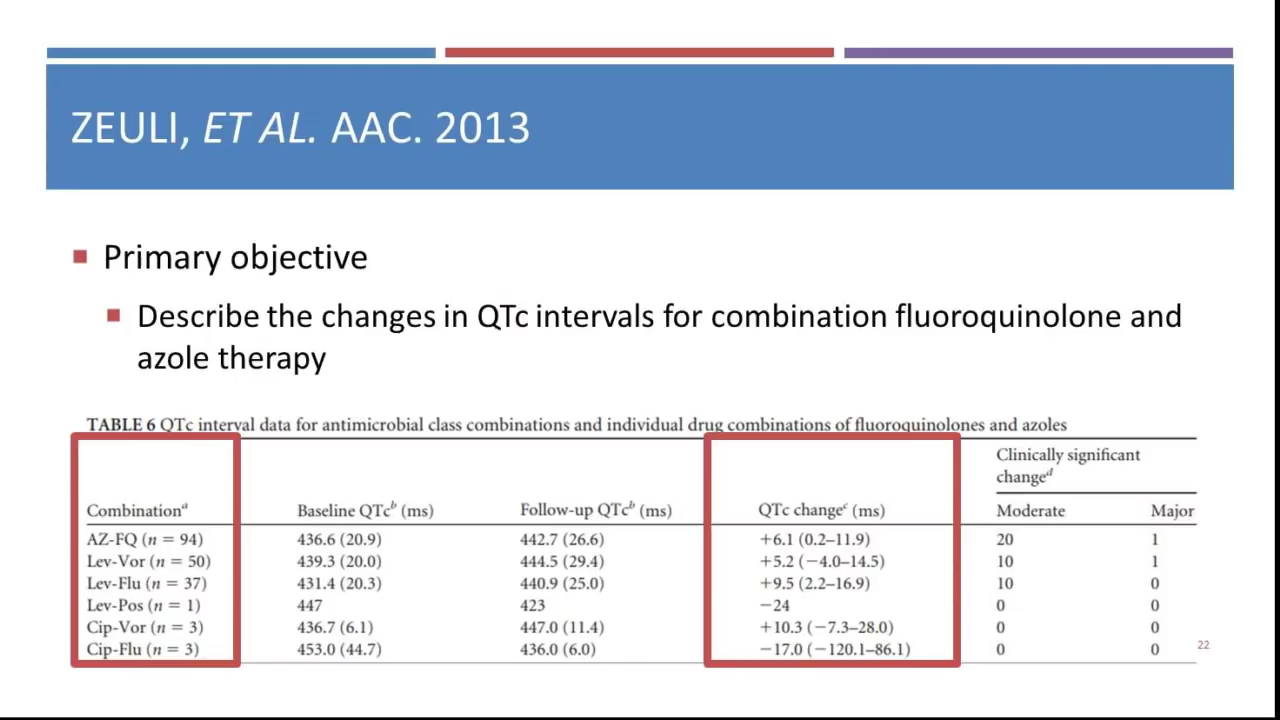 ZEULI, ET AL. AAC. 2013
Primary objective
Describe the changes in QTc intervals for combination fluoroquinolone and
azole therapy
TABLE 6 QTc interval data for antimicrobial class combinations and individual drug combinations of fluoroquinolones and azoles
Clinically significant
changeᵈ
Combinationᵃ Baseline QTcᵇ (ms) Follow-up QTcᵇ (ms) QTc changeᶜ (ms) Moderate Major
AZ-FQ (n = 94) 436.6 (20.9) 442.7 (26.6) +6.1 (0.2–11.9) 20 1
Lev-Vor (n = 50) 439.3 (20.0) 444.5 (29.4) +5.2 (−4.0–14.5) 10 1
Lev-Flu (n = 37) 431.4 (20.3) 440.9 (25.0) +9.5 (2.2–16.9) 10 0
Lev-Pos (n = 1) 447 423 −24 0 0
Cip-Vor (n = 3) 436.7 (6.1) 447.0 (11.4) +10.3 (−7.3–28.0) 0 0
Cip-Flu (n = 3) 453.0 (44.7) 436.0 (6.0) −17.0 (−120.1–86.1) 0 0
22